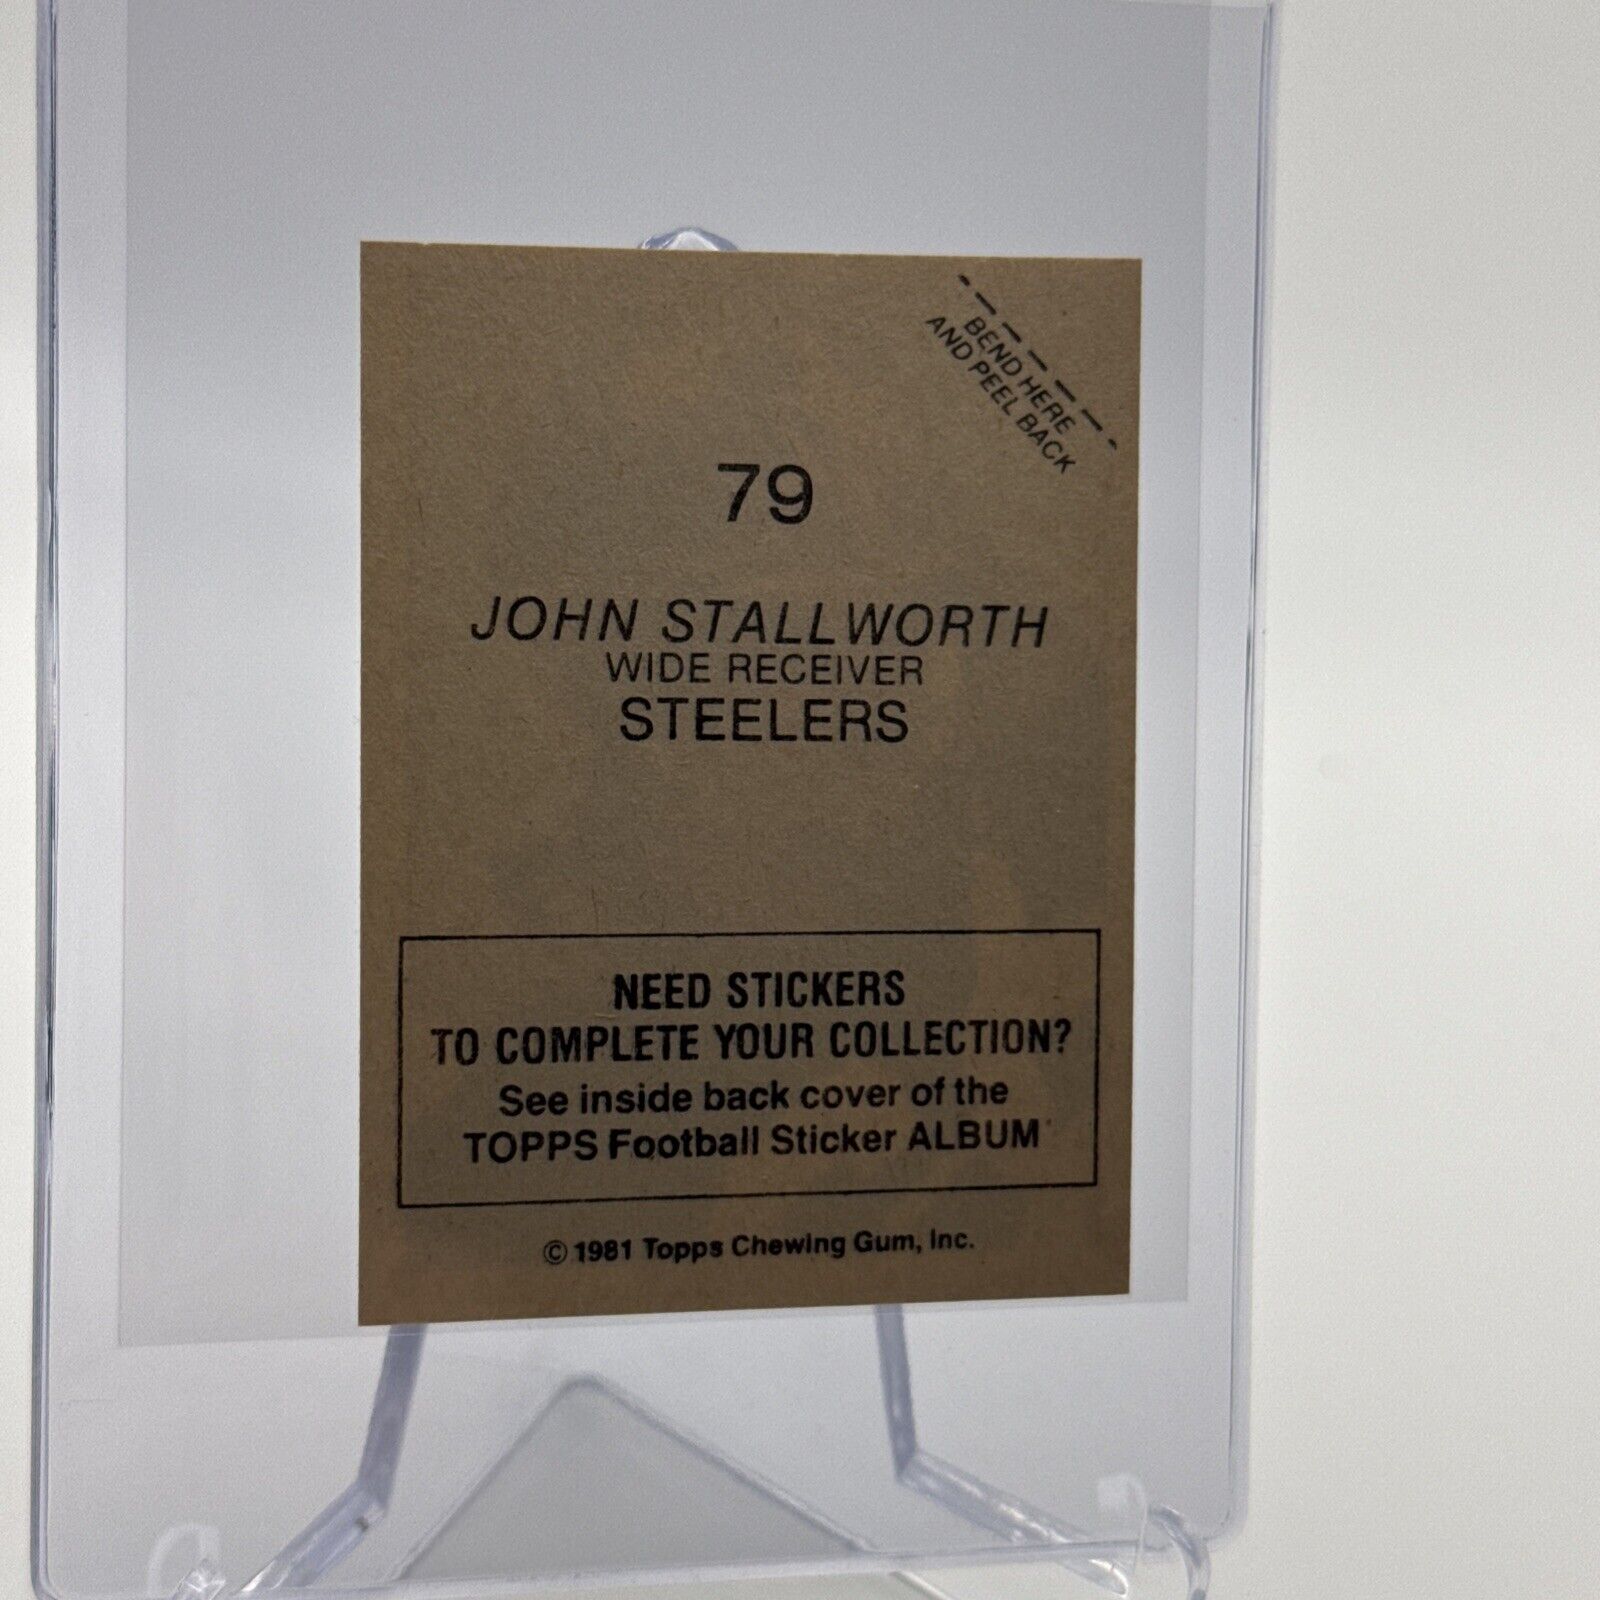 BEND HERE
AND PEEL BACK
79
JOHN STALLWORTH
WIDE RECEIVER
STEELERS
NEED STICKERS
TO COMPLETE YOUR COLLECTION?
See inside back cover of the
TOPPS Football Sticker ALBUM
© 1981 Topps Chewing Gum, Inc.